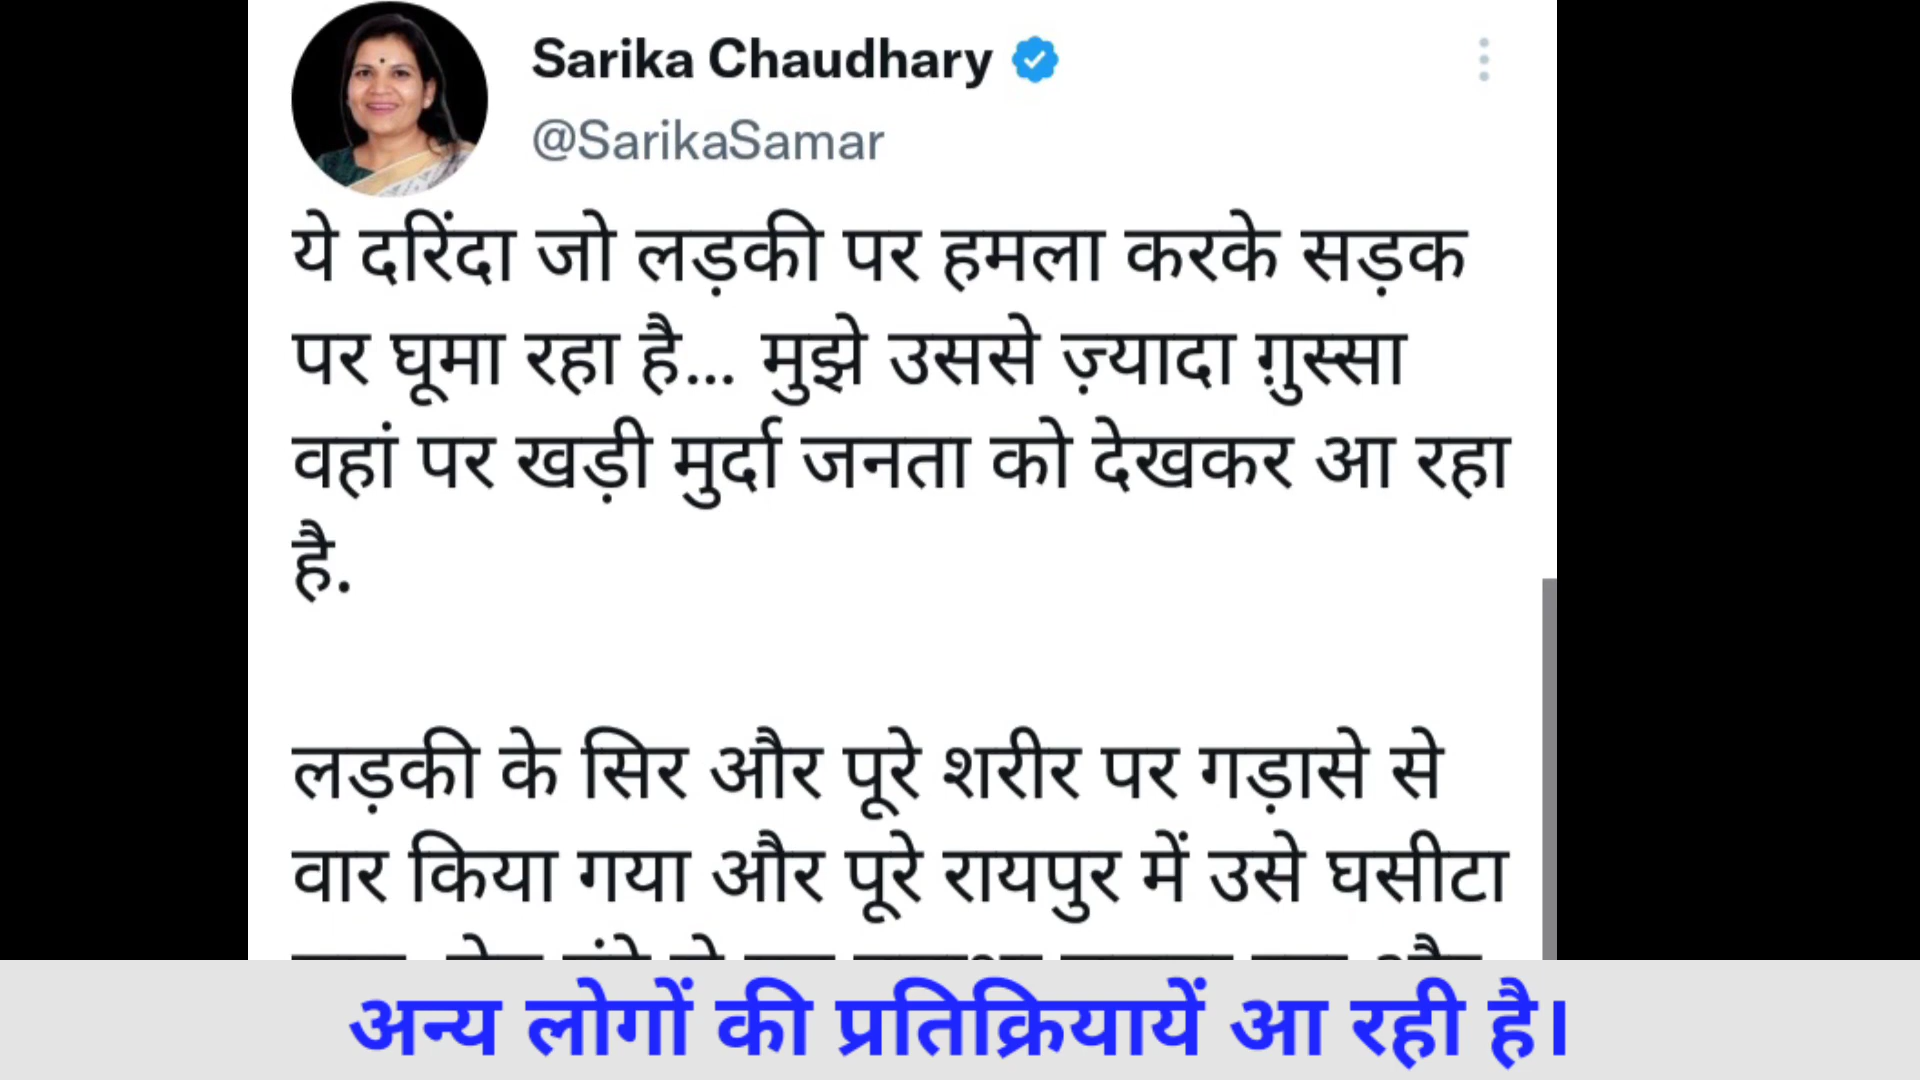 Sarika Chaudhary
@SarikaSamar
ये दरिंदा जो लड़की पर हमला करके सड़क
पर घूमा रहा है... मुझे उससे ज़्यादा ग़ुस्सा
वहां पर खड़ी मुर्दा जनता को देखकर आ रहा
है.
लड़की के सिर और पूरे शरीर पर गड़ासे से
वार किया गया और पूरे रायपुर में उसे घसीटा
अन्य लोगों की प्रतिक्रियायें आ रही है।